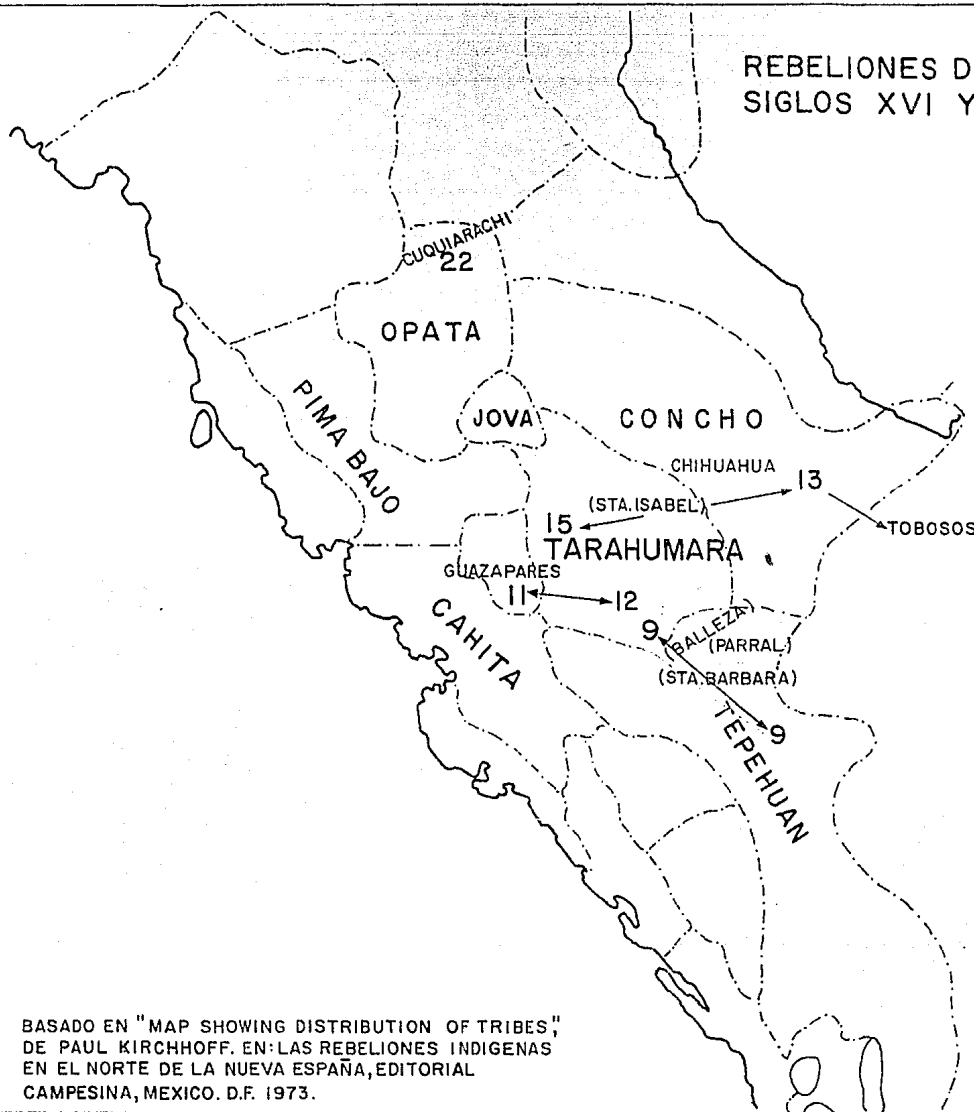 REBELIONES D
SIGLOS XVI Y
CUQUIARACHI
22
OPATA
PIMA BAJO
JOVA
CONCHO
CHIHUAHUA
13
(STA. ISABEL)
15
TOBOSOS
TARAHUMARA
GUAZAPARES
11
12
CAHITA
9
(BALLEZA)
(PARRAL)
(STA. BARBARA)
9
TEPEHUAN
BASADO EN "MAP SHOWING DISTRIBUTION OF TRIBES",
DE PAUL KIRCHHOFF. EN: LAS REBELIONES INDIGENAS
EN EL NORTE DE LA NUEVA ESPAÑA, EDITORIAL
CAMPESINA, MEXICO. D.F. 1973.